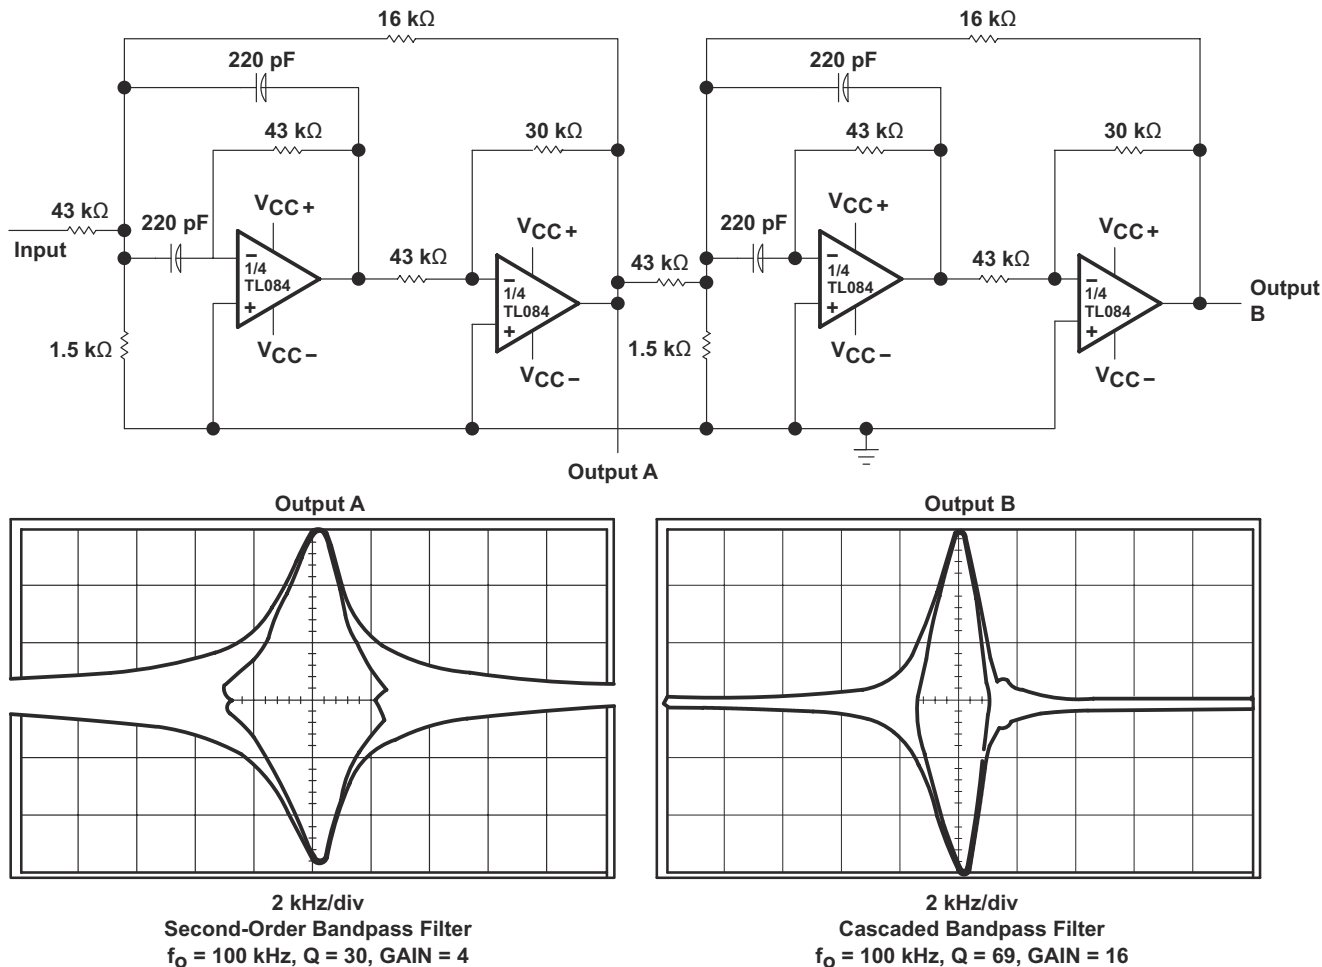 16 kΩ
16 kΩ
220 pF
220 pF
43 kΩ
30 kΩ
43 kΩ
30 kΩ
43 kΩ
Input
220 pF
VCC+
−
1/4
TL084
+
VCC−
43 kΩ
VCC+
−
1/4
TL084
+
VCC−
43 kΩ
220 pF
VCC+
−
1/4
TL084
+
VCC−
43 kΩ
VCC+
−
1/4
TL084
+
VCC−
Output
B
1.5 kΩ
1.5 kΩ
Output A
Output A
Output B
2 kHz/div
Second-Order Bandpass Filter
fo = 100 kHz, Q = 30, GAIN = 4
2 kHz/div
Cascaded Bandpass Filter
fo = 100 kHz, Q = 69, GAIN = 16